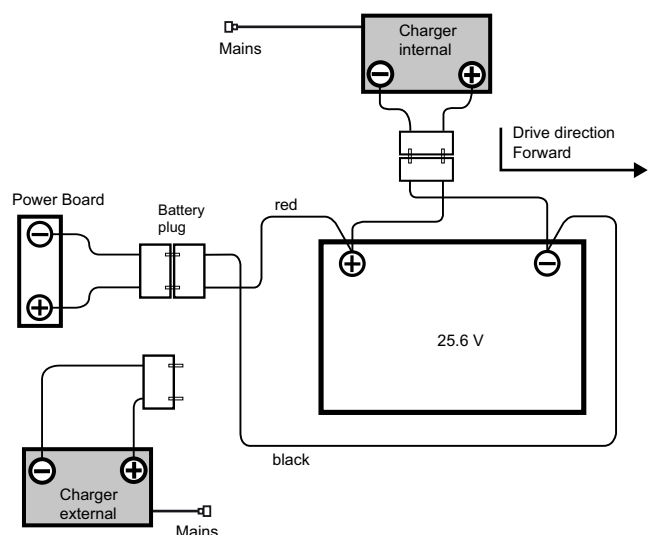 Charger
internal
Mains
Drive direction
Forward
Power Board
Battery
plug
red
25.6 V
black
Charger
external
Mains